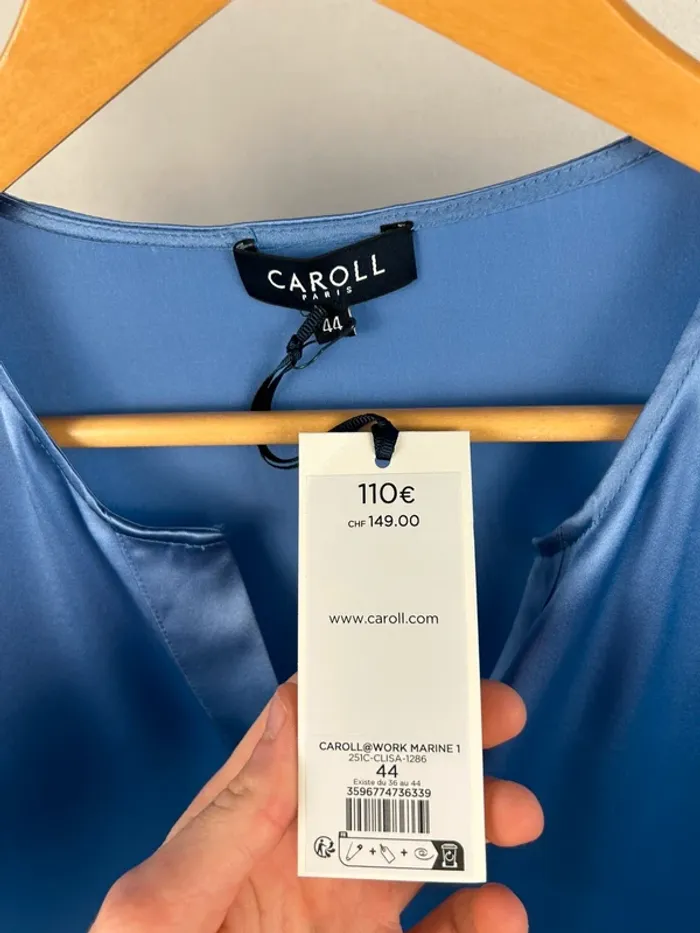 CAROLL
PARIS
44
110€
CHF 149.00
www.caroll.com
CAROLL@WORK MARINE 1
251C-CLISA-1286
44
Existe du 36 au 44
3596774736339